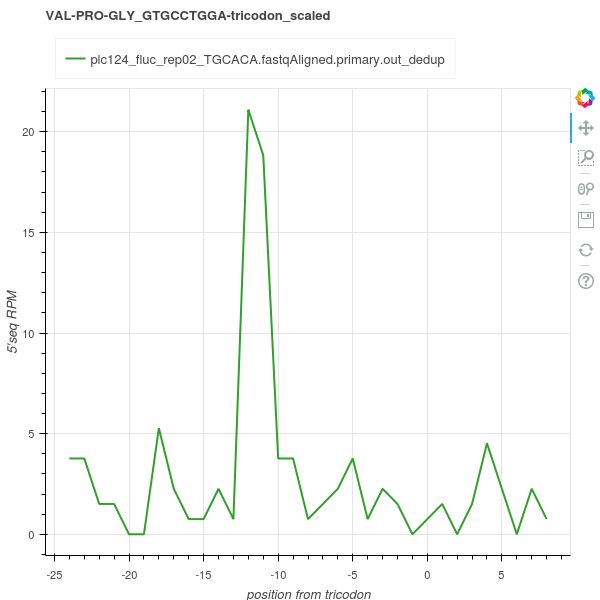 VAL-PRO-GLY_GTGCCTGGA-tricodon_scaled
plc124_fluc_rep02_TGCACA.fastqAligned.primary.out_dedup
20
15
10
5
0
5'seq RPM
-25 -20 -15 -10 -5 0 5
position from tricodon